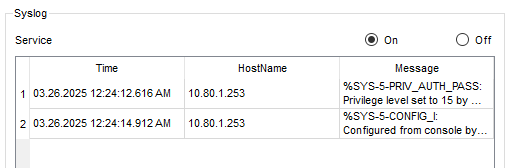 Syslog
Service On Off
Time HostName Message
1 03.26.2025 12:24:12.616 AM 10.80.1.253 %SYS-5-PRIV_AUTH_PASS:
Privilege level set to 15 by ...
2 03.26.2025 12:24:14.912 AM 10.80.1.253 %SYS-5-CONFIG_I:
Configured from console by...